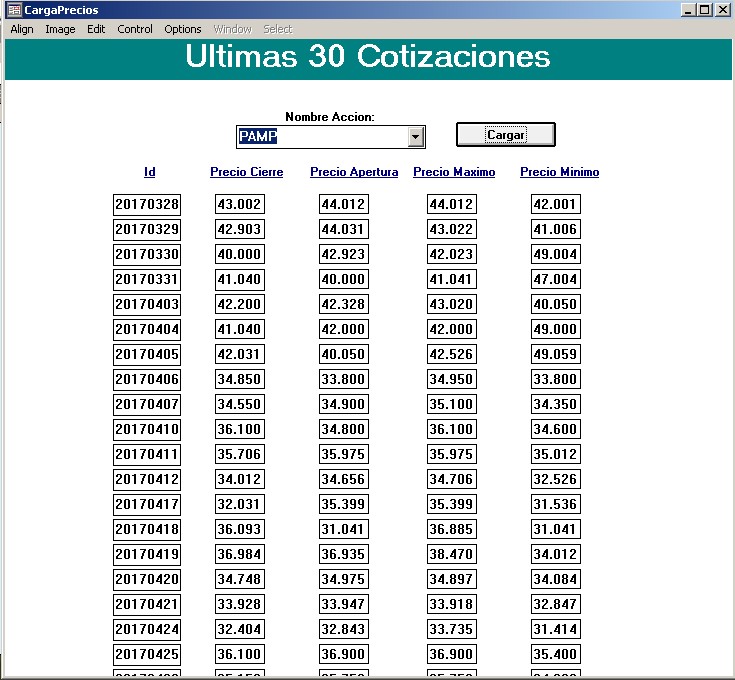 CargaPrecios
Align Image Edit Control Options Window Select
Ultimas 30 Cotizaciones
Nombre Accion:
PAMP Cargar
Id Precio Cierre Precio Apertura Precio Maximo Precio Minimo
20170328 43.002 44.012 44.012 42.001
20170329 42.903 44.031 43.022 41.006
20170330 40.000 42.923 42.023 49.004
20170331 41.040 40.000 41.041 47.004
20170403 42.200 42.328 43.020 40.050
20170404 41.040 42.000 42.000 49.000
20170405 42.031 40.050 42.526 49.059
20170406 34.850 33.800 34.950 33.800
20170407 34.550 34.900 35.100 34.350
20170410 36.100 34.800 36.100 34.600
20170411 35.706 35.975 35.975 35.012
20170412 34.012 34.656 34.706 32.526
20170417 32.031 35.399 35.399 31.536
20170418 36.093 31.041 36.885 31.041
20170419 36.984 36.935 38.470 34.012
20170420 34.748 34.975 34.897 34.084
20170421 33.928 33.947 33.918 32.847
20170424 32.404 32.843 33.735 31.414
20170425 36.100 36.900 36.900 35.400